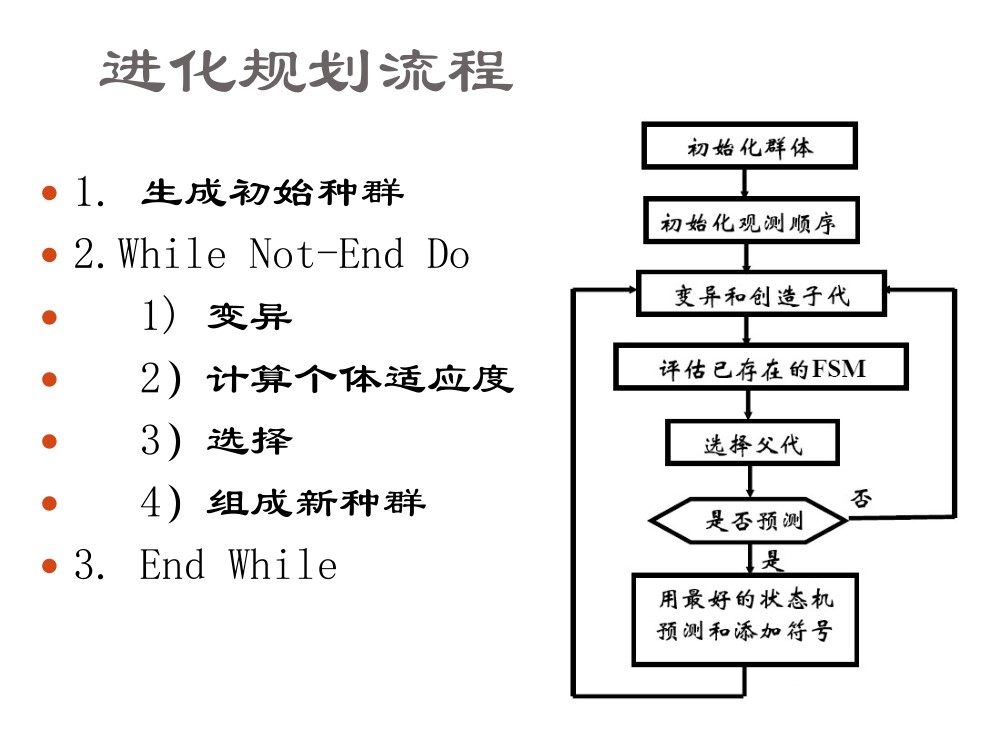 进化规划流程
• 1. 生成初始种群
• 2.While Not-End Do
• 1) 变异
• 2) 计算个体适应度
• 3) 选择
• 4) 组成新种群
• 3. End While
初始化群体
初始化观测顺序
变异和创造子代
评估已存在的FSM
选择父代
是否预测
否
是
用最好的状态机
预测和添加符号